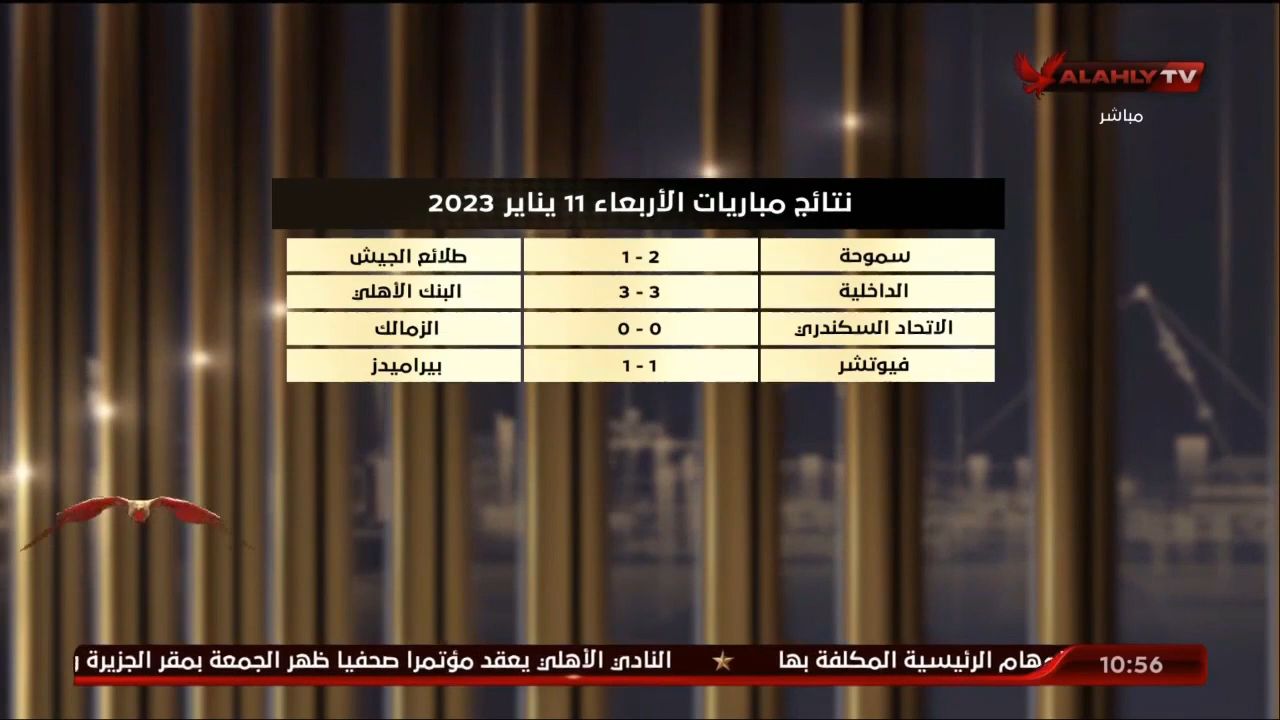 ALAHLY TV
مباشر
نتائج مباريات الأربعاء 11 يناير 2023
سموحة 2 - 1 طلائع الجيش
الداخلية 3 - 3 البنك الأهلي
الاتحاد السكندري 0 - 0 الزمالك
فيوتشر 1 - 1 بيراميدز
10:56 الرئيسية المكلفة بها ★ النادي الأهلي يعقد مؤتمرا صحفيا ظهر الجمعة بمقر الجزيرة